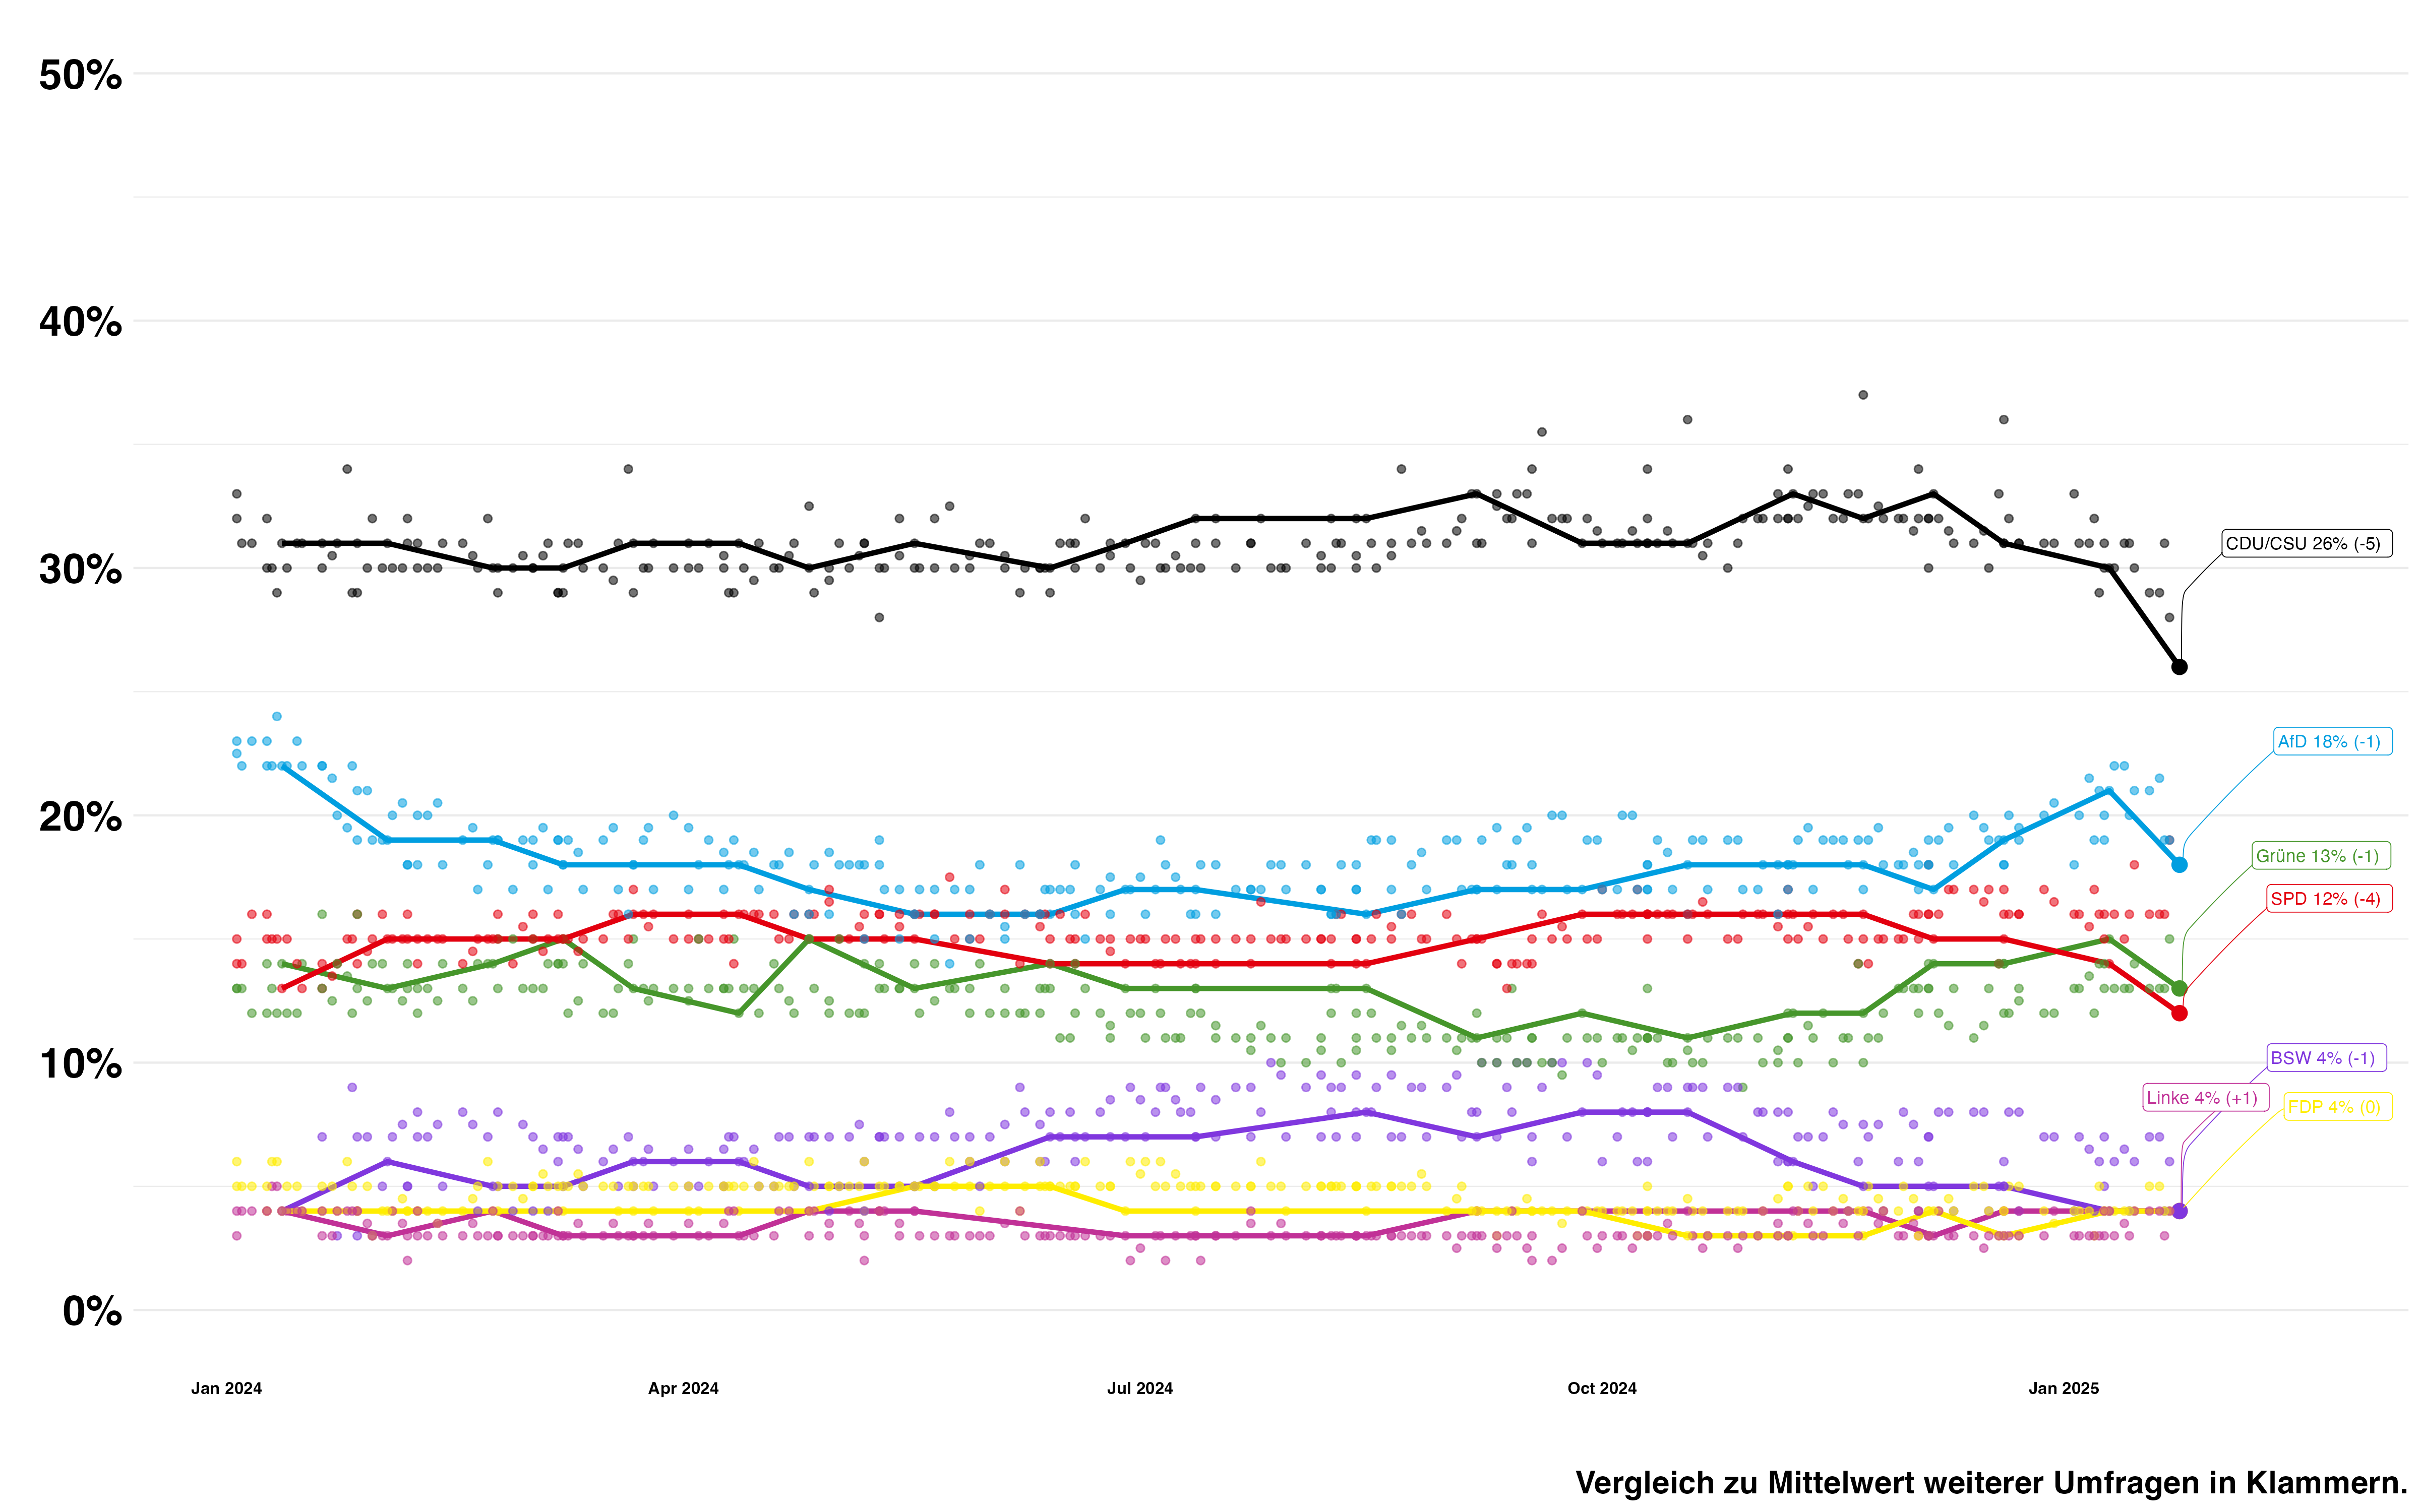 50%
40%
30%
20%
10%
0%
CDU/CSU 26% (-5)
AfD 18% (-1)
Grüne 13% (-1)
SPD 12% (-4)
BSW 4% (-1)
Linke 4% (+1)
FDP 4% (0)
Jan 2024
Apr 2024
Jul 2024
Oct 2024
Jan 2025
Vergleich zu Mittelwert weiterer Umfragen in Klammern.